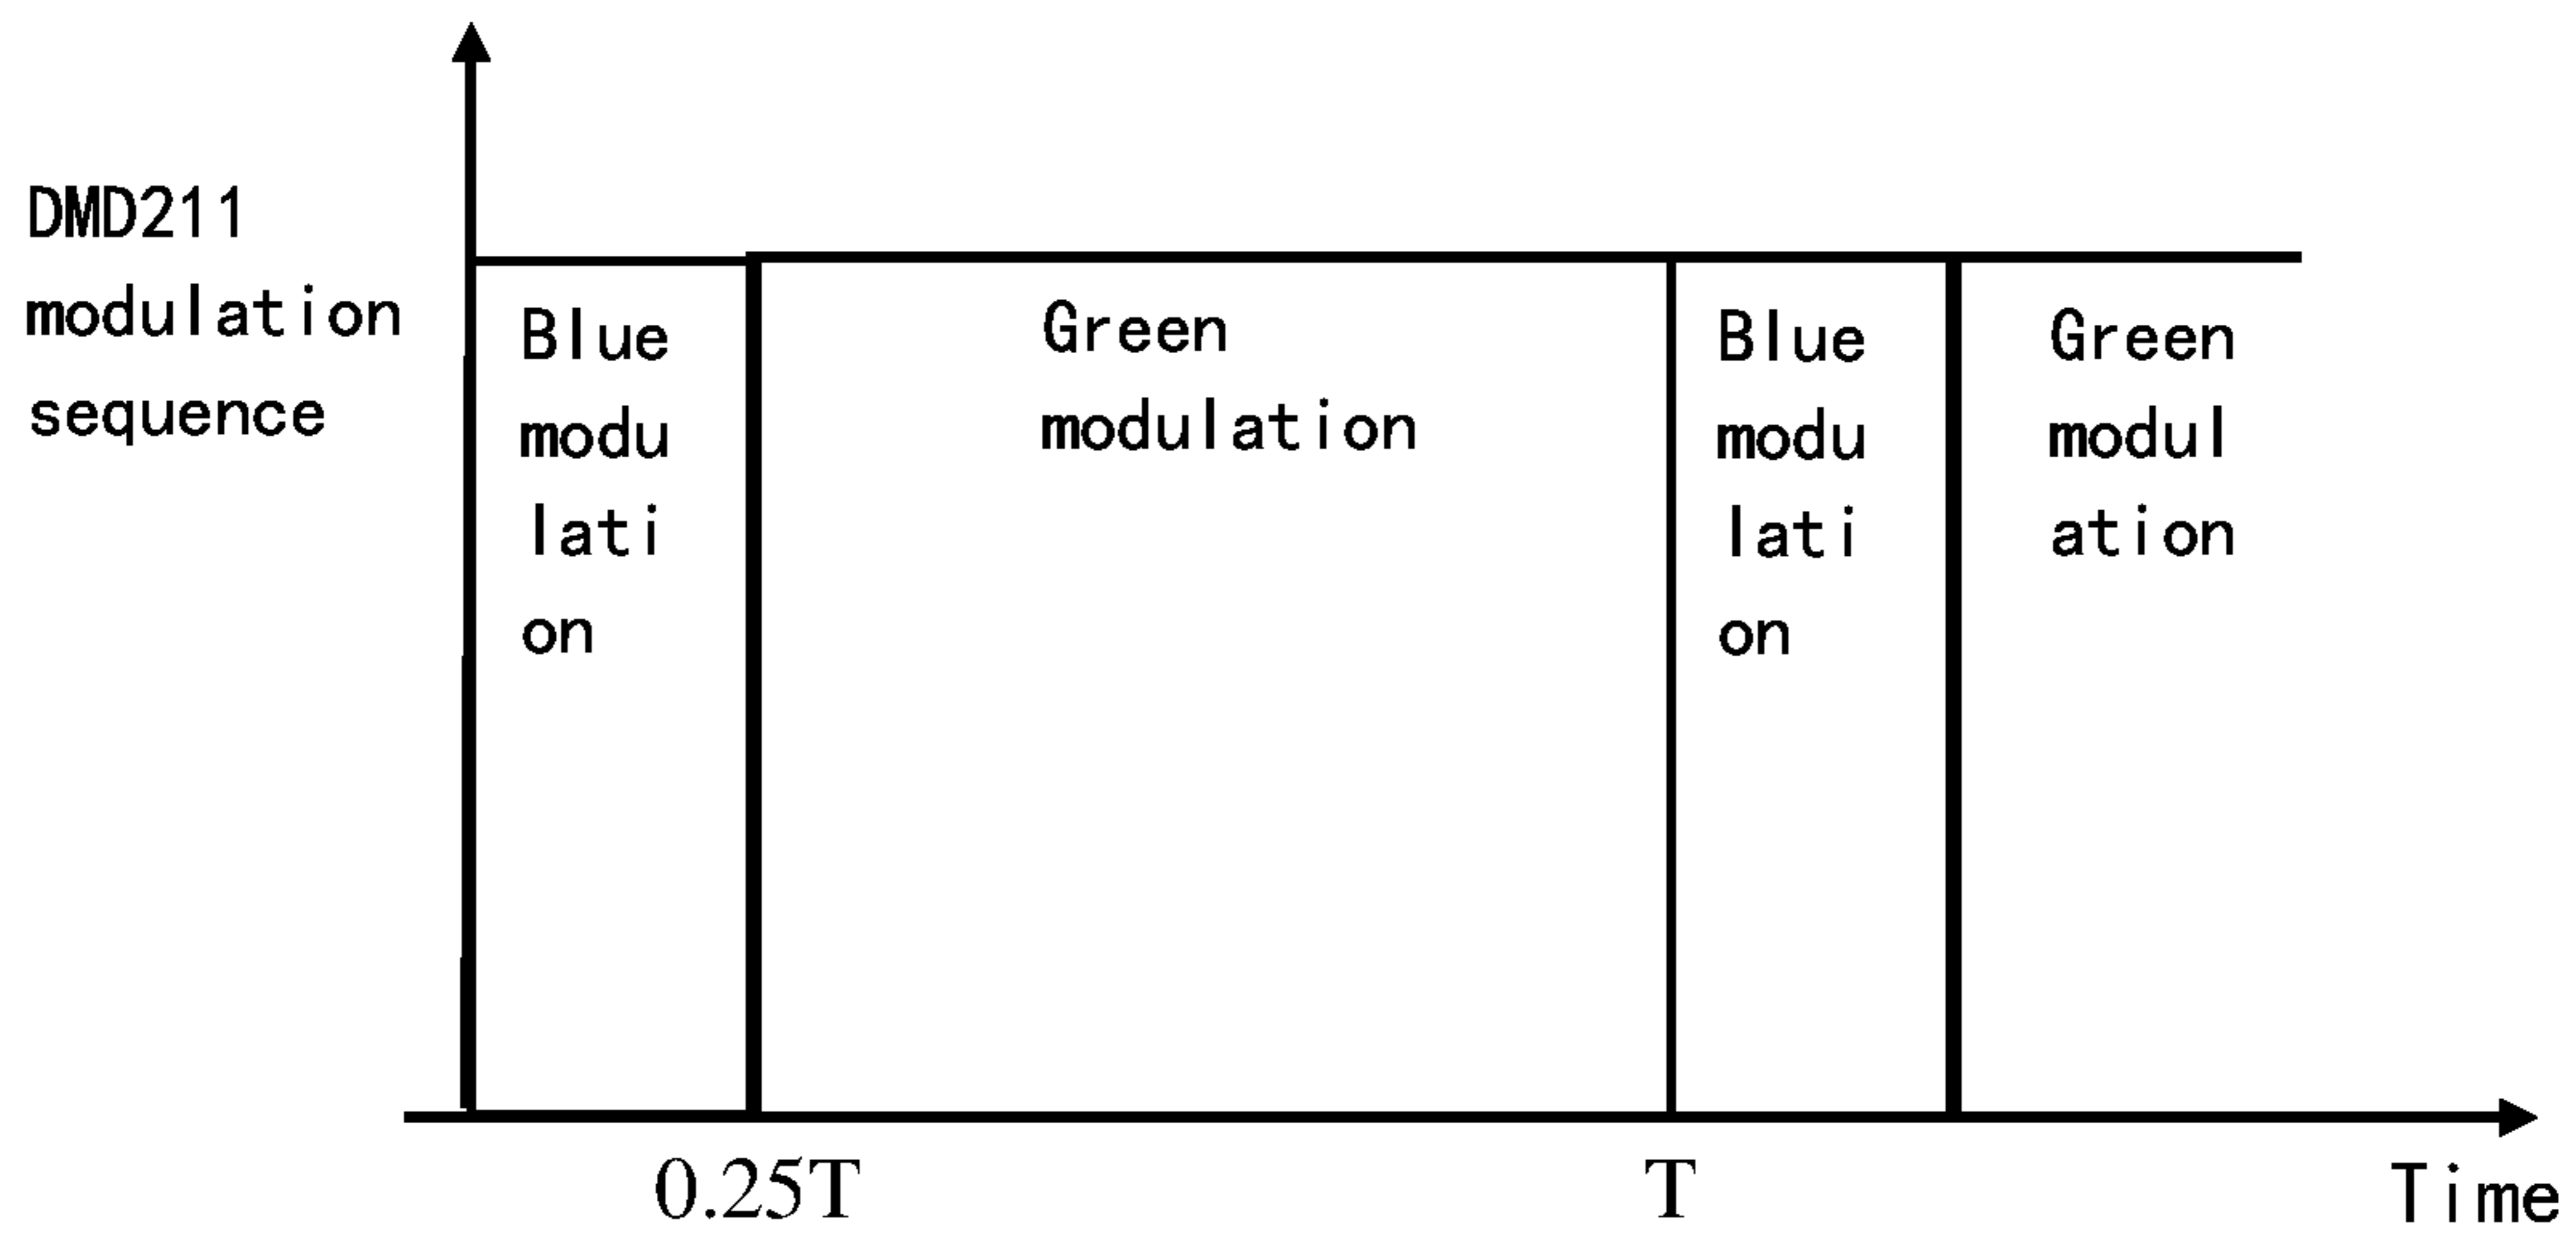 DMD211
modulation
sequence
Blue
modu
lati
on
Green
modulation
Blue
modu
lati
on
Green
modul
ation
0.25T
T
Time